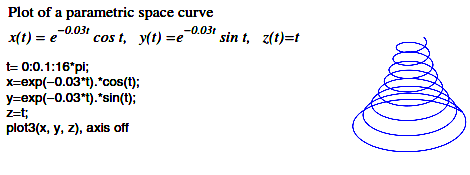 Plot of a parametric space curve
x(t) = e^{-0.03t} cos t, y(t) =e^{-0.03t} sin t, z(t)=t
t= 0:0.1:16*pi;
x=exp(-0.03*t).*cos(t);
y=exp(-0.03*t).*sin(t);
z=t;
plot3(x, y, z), axis off